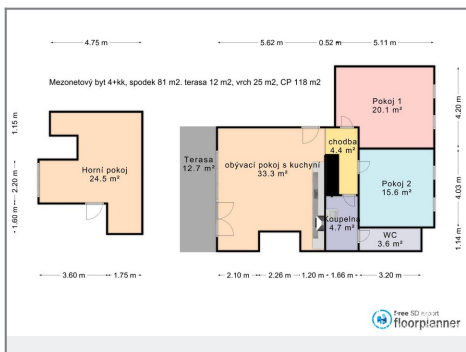 4.75 m
5.62 m 0.52 m 5.11 m
Mezonetový byt 4+kk, spodek 81 m2. terasa 12 m2, vrch 25 m2, CP 118 m2
1.15 m
2.20 m
1.60 m
Horní pokoj
24.5 m²
3.60 m 1.75 m
Terasa
12.7 m²
obývací pokoj s kuchyní
33.3 m²
chodba
4.4 m²
Pokoj 1
20.1 m²
Pokoj 2
15.6 m²
Koupelna
4.7 m²
WC
3.6 m²
4.20 m
4.03 m
1.14 m
2.10 m 2.26 m 1.20 m 1.66 m 3.20 m
free 3D export
floorplanner